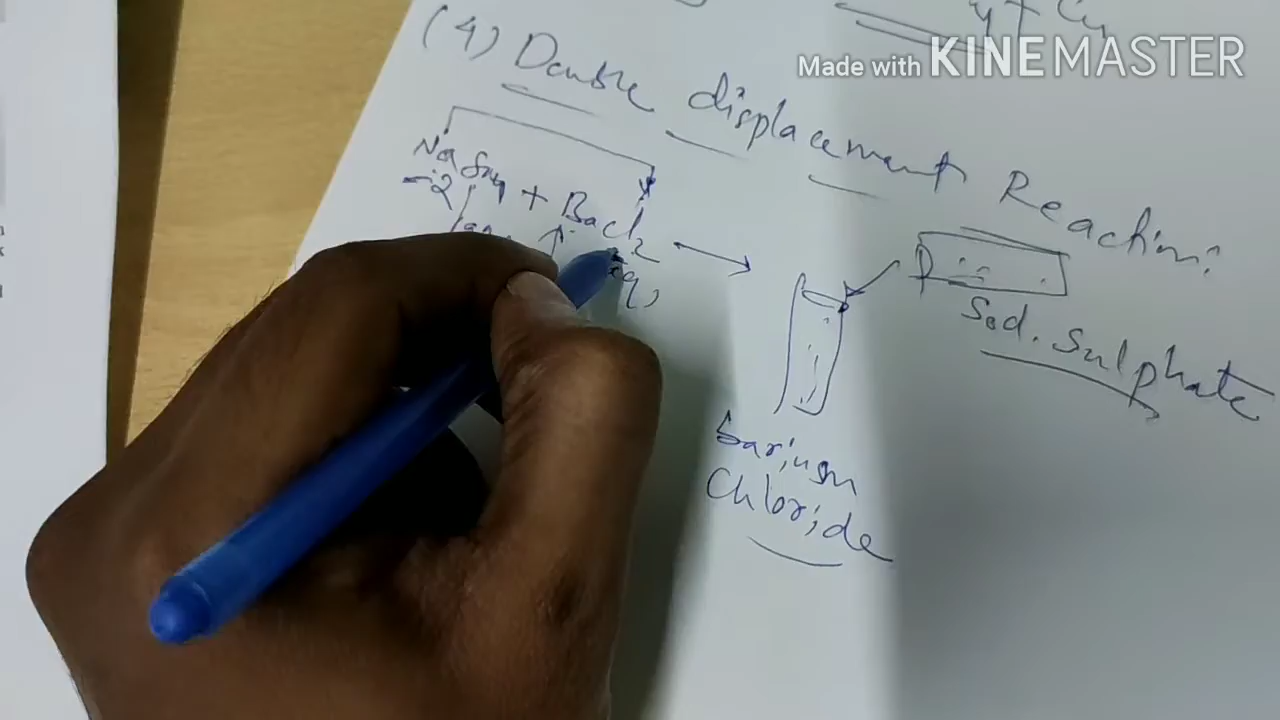 Made with KINEMASTER
(4) Double displacement Reaction:
Na2SO4 + BaCl2 →
Sod. Sulphate
Barium
Chloride